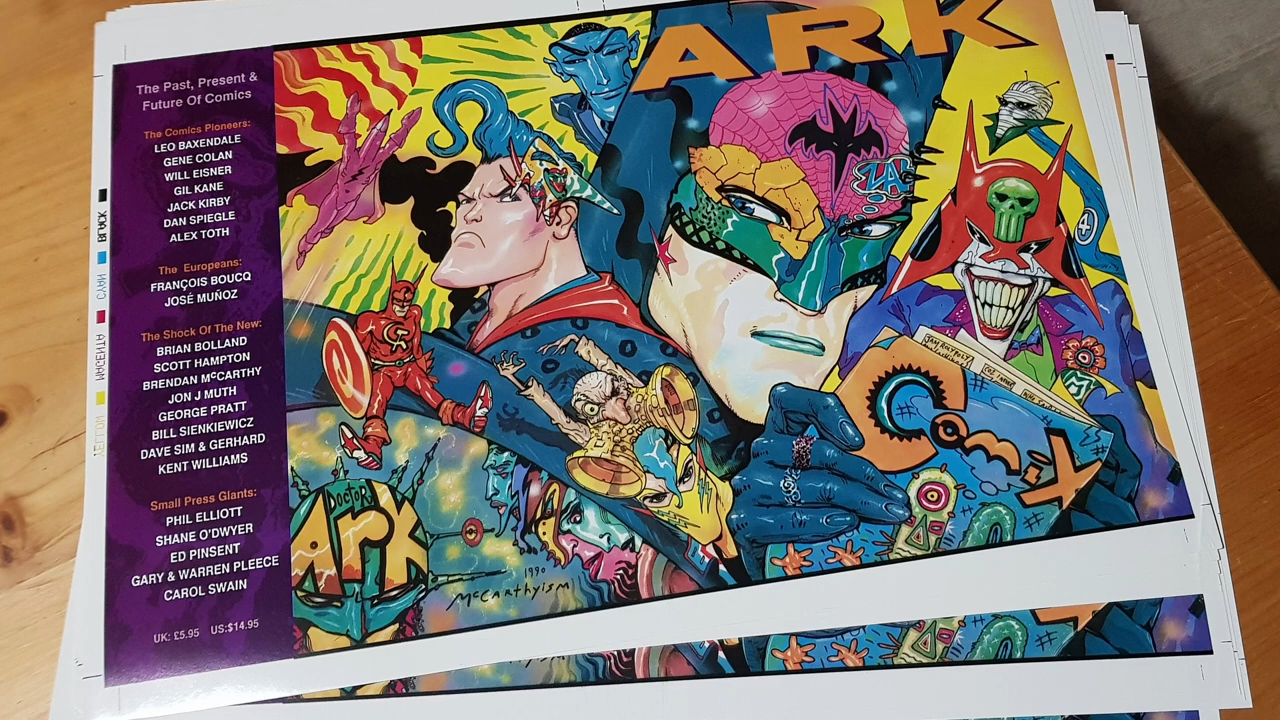 The Past, Present &
Future Of Comics
The Comics Pioneers:
LEO BAXENDALE
GENE COLAN
WILL EISNER
GIL KANE
JACK KIRBY
DAN SPIEGLE
ALEX TOTH
The Europeans:
FRANÇOIS BOUCQ
JOSÉ MUÑOZ
The Shock Of The New:
BRIAN BOLLAND
SCOTT HAMPTON
BRENDAN McCARTHY
JON J MUTH
GEORGE PRATT
BILL SIENKIEWICZ
DAVE SIM & GERHARD
KENT WILLIAMS
Small Press Giants:
PHIL ELLIOTT
SHANE O'DWYER
ED PINSENT
GARY & WARREN PLEECE
CAROL SWAIN
UK: £5.95 US:$14.95
BLACK
CYAN
MAGENTA
YELLOW
ARK
4
Comix
DOCTOR
ArK
1990
McCARTHYISM